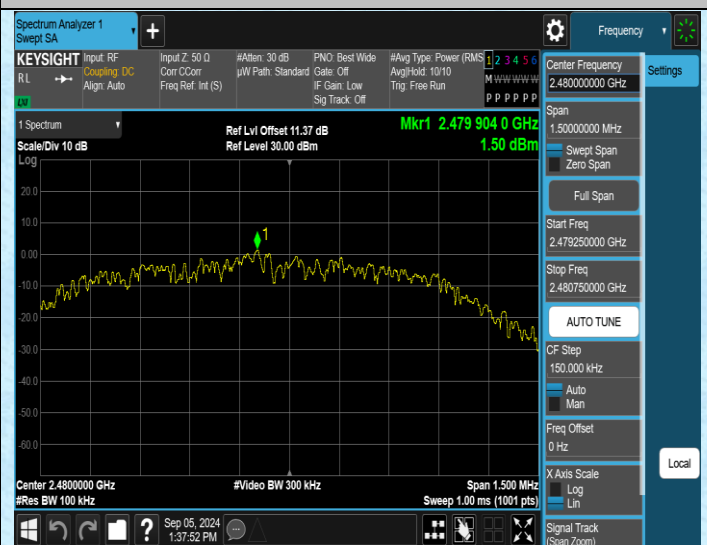 Spectrum Analyzer 1
Swept SA
+
Frequency
KEYSIGHT
RL
LXI
Input: RF
Coupling: DC
Align: Auto
Input Z: 50 Ω
Corr CCorr
Freq Ref: Int (S)
#Atten: 30 dB
µW Path: Standard
PNO: Best Wide
Gate: Off
IF Gain: Low
Sig Track: Off
#Avg Type: Power (RMS
Avg|Hold: 10/10
Trig: Free Run
1 2 3 4 5 6
M W W W W W
P P P P P P
1 Spectrum
Scale/Div 10 dB
Ref Lvl Offset 11.37 dB
Ref Level 30.00 dBm
Mkr1 2.479 904 0 GHz
1.50 dBm
Log
20.0
10.0
0.00
-10.0
-20.0
-30.0
-40.0
-50.0
-60.0
1
Center 2.4800000 GHz
#Res BW 100 kHz
#Video BW 300 kHz
Span 1.500 MHz
Sweep 1.00 ms (1001 pts)
Center Frequency
2.480000000 GHz
Settings
Span
1.50000000 MHz
Swept Span
Zero Span
Full Span
Start Freq
2.479250000 GHz
Stop Freq
2.480750000 GHz
AUTO TUNE
CF Step
150.000 kHz
Auto
Man
Freq Offset
0 Hz
X Axis Scale
Log
Lin
Local
Signal Track
(Span Zoom)
?
Sep 05, 2024
1:37:52 PM